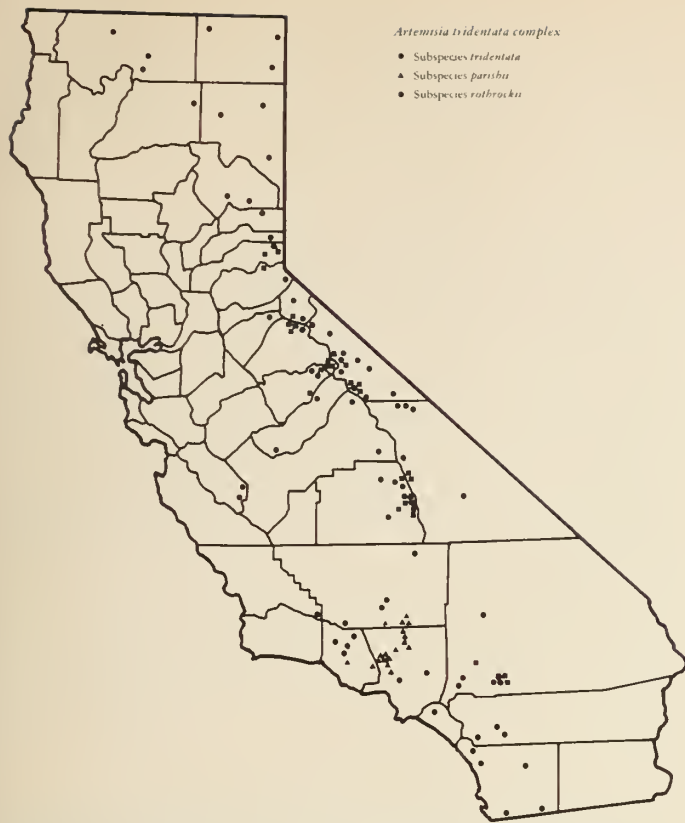 Artemisia tridentata complex
● Subspecies tridentata
▲ Subspecies parishii
● Subspecies rothrockii